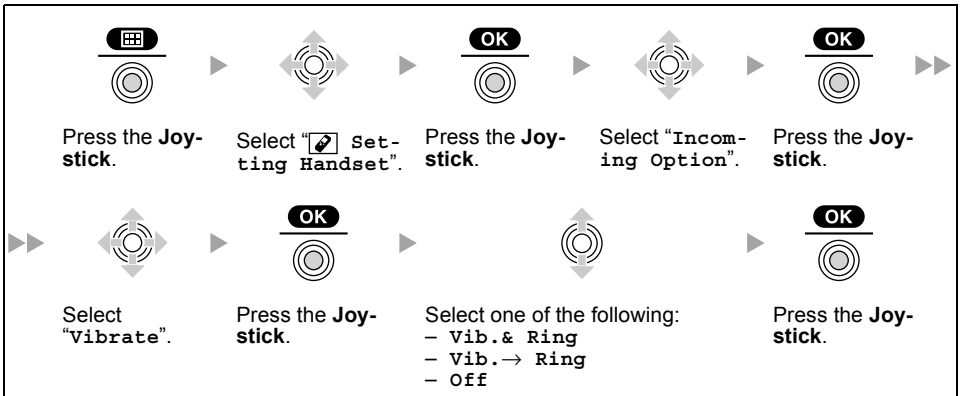 OK
OK
Press the Joy-
stick.
Select “ Set-
ting Handset”.
Press the Joy-
stick.
Select “Incom-
ing Option”.
Press the Joy-
stick.
OK
OK
Select
“Vibrate”.
Press the Joy-
stick.
Select one of the following:
– Vib.& Ring
– Vib.→ Ring
– Off
Press the Joy-
stick.